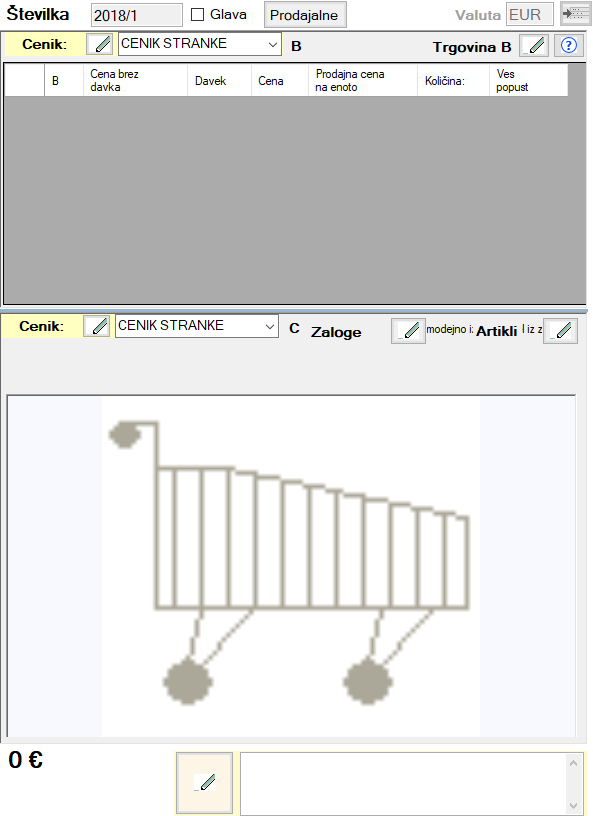 Številka 2018/1 Glava Prodajalne Valuta EUR
Cenik: CENIK STRANKE B Trgovina B ?
B Cena brez davka Davek Cena Prodajna cena na enoto Količina: Ves popust
Cenik: CENIK STRANKE C Zaloge modejno i: Artikli l iz z
0 €